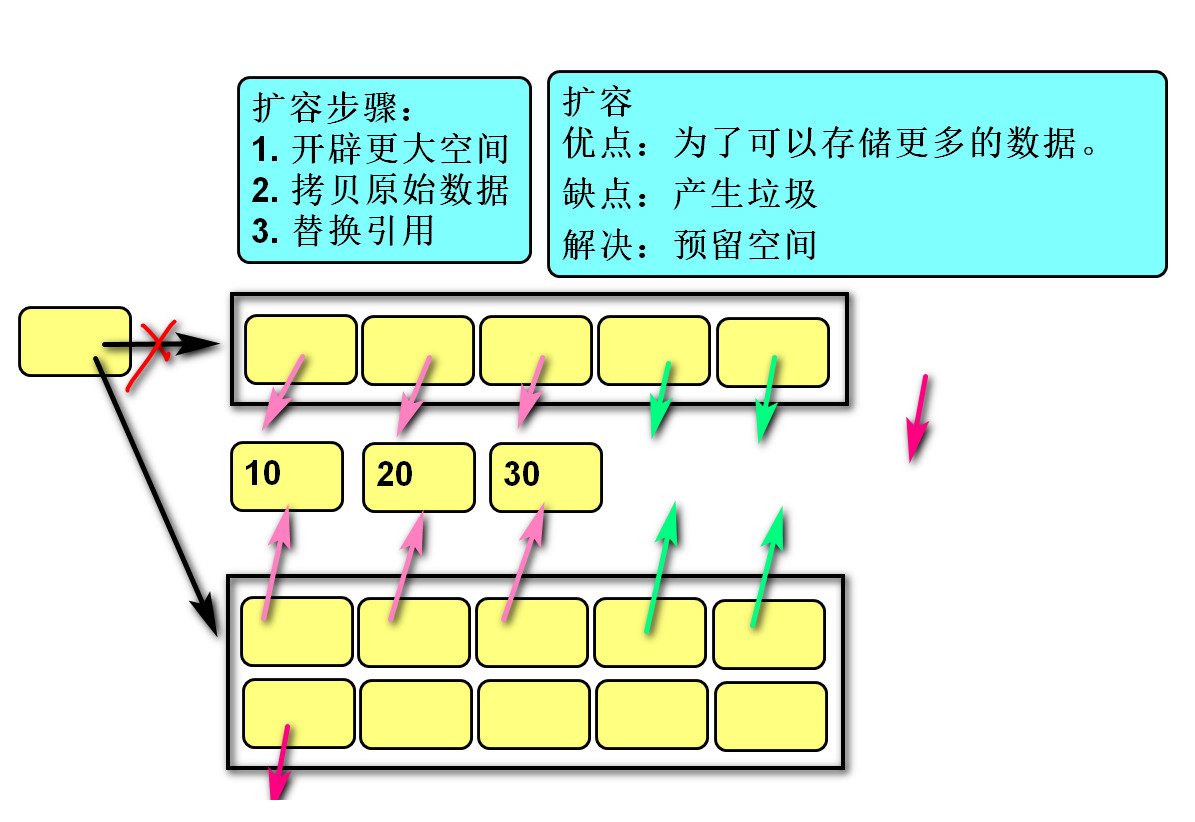 扩容步骤：
1. 开辟更大空间
2. 拷贝原始数据
3. 替换引用
扩容
优点：为了可以存储更多的数据。
缺点：产生垃圾
解决：预留空间
10
20
30